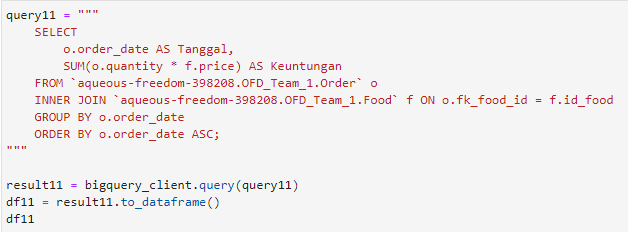 query11 = """
    SELECT
        o.order_date AS Tanggal,
        SUM(o.quantity * f.price) AS Keuntungan
    FROM `aqueous-freedom-398208.OFD_Team_1.Order` o
    INNER JOIN `aqueous-freedom-398208.OFD_Team_1.Food` f ON o.fk_food_id = f.id_food
    GROUP BY o.order_date
    ORDER BY o.order_date ASC;
"""
result11 = bigquery_client.query(query11)
df11 = result11.to_dataframe()
df11